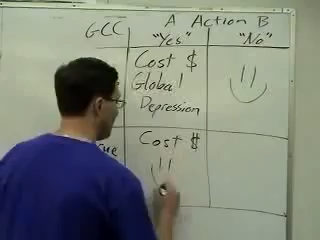 A Action B
GCC "Yes" "No"
Cost $
Global
Depression
Cost $